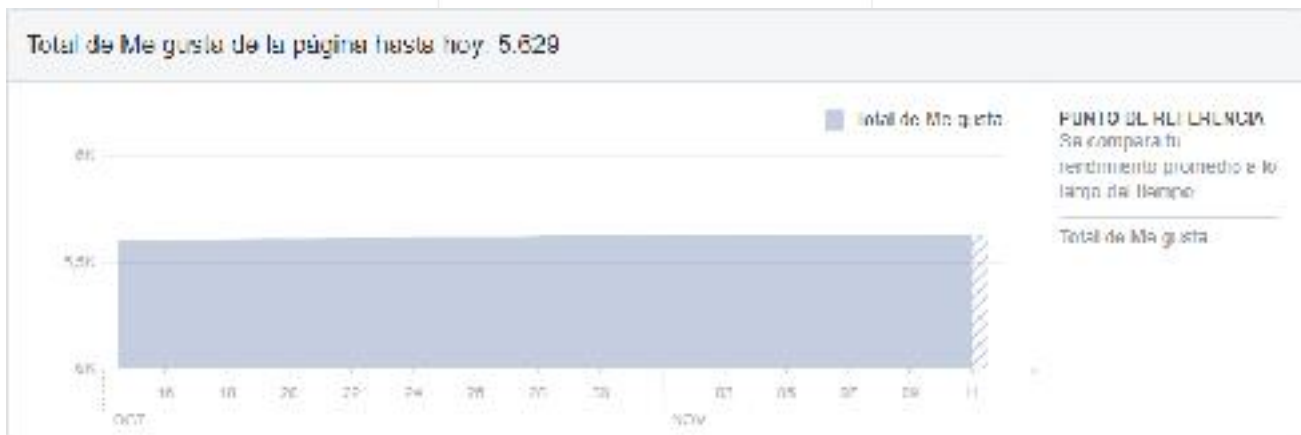 Total de Me gusta de la página hasta hoy: 5.629
Total de Me gusta
PUNTO DE REFERENCIA
Se compara tu
rendimiento promedio a lo
largo del tiempo
Total de Me gusta
6K
5,5K
5K
16 18 20 22 24 26 28 30 03 05 07 09 11
OCT NOV